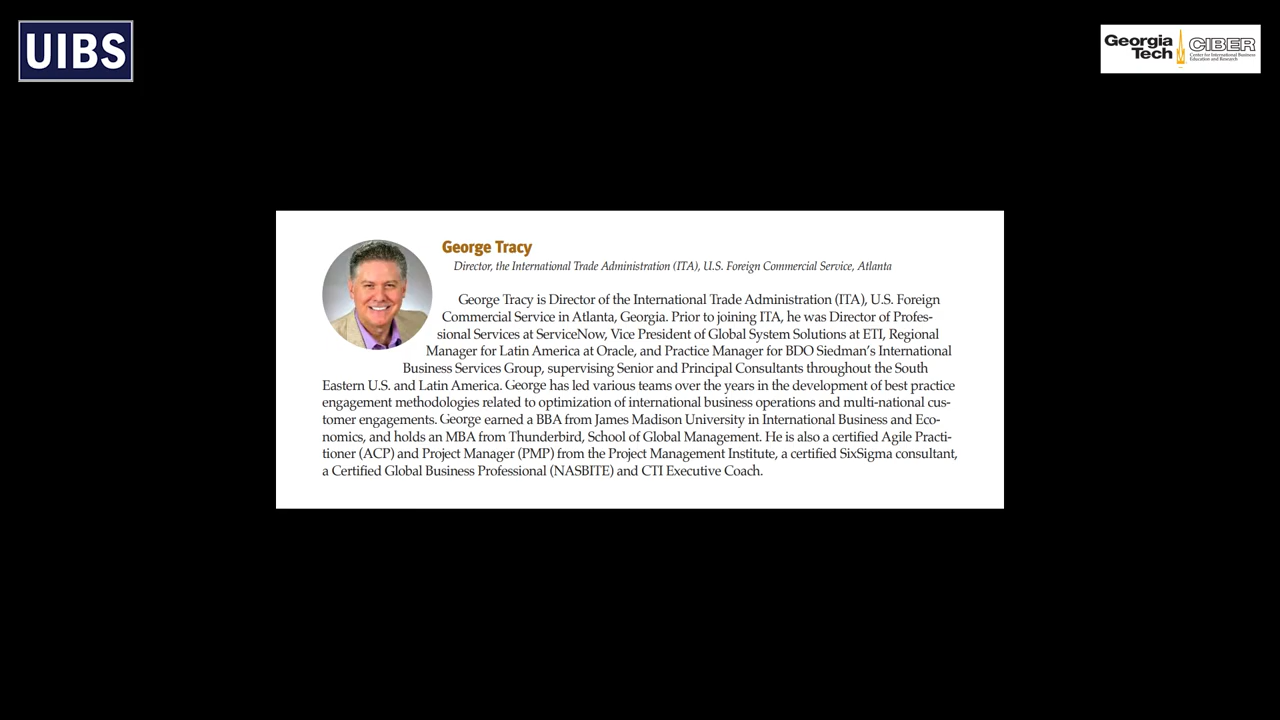 UIBS
Georgia
Tech
CIBER
Center for International Business
Education and Research
George Tracy
Director, the International Trade Administration (ITA), U.S. Foreign Commercial Service, Atlanta
George Tracy is Director of the International Trade Administration (ITA), U.S. Foreign
Commercial Service in Atlanta, Georgia. Prior to joining ITA, he was Director of Profes-
sional Services at ServiceNow, Vice President of Global System Solutions at ETI, Regional
Manager for Latin America at Oracle, and Practice Manager for BDO Siedman's International
Business Services Group, supervising Senior and Principal Consultants throughout the South
Eastern U.S. and Latin America. George has led various teams over the years in the development of best practice
engagement methodologies related to optimization of international business operations and multi-national cus-
tomer engagements. George earned a BBA from James Madison University in International Business and Eco-
nomics, and holds an MBA from Thunderbird, School of Global Management. He is also a certified Agile Practi-
tioner (ACP) and Project Manager (PMP) from the Project Management Institute, a certified SixSigma consultant,
a Certified Global Business Professional (NASBITE) and CTI Executive Coach.